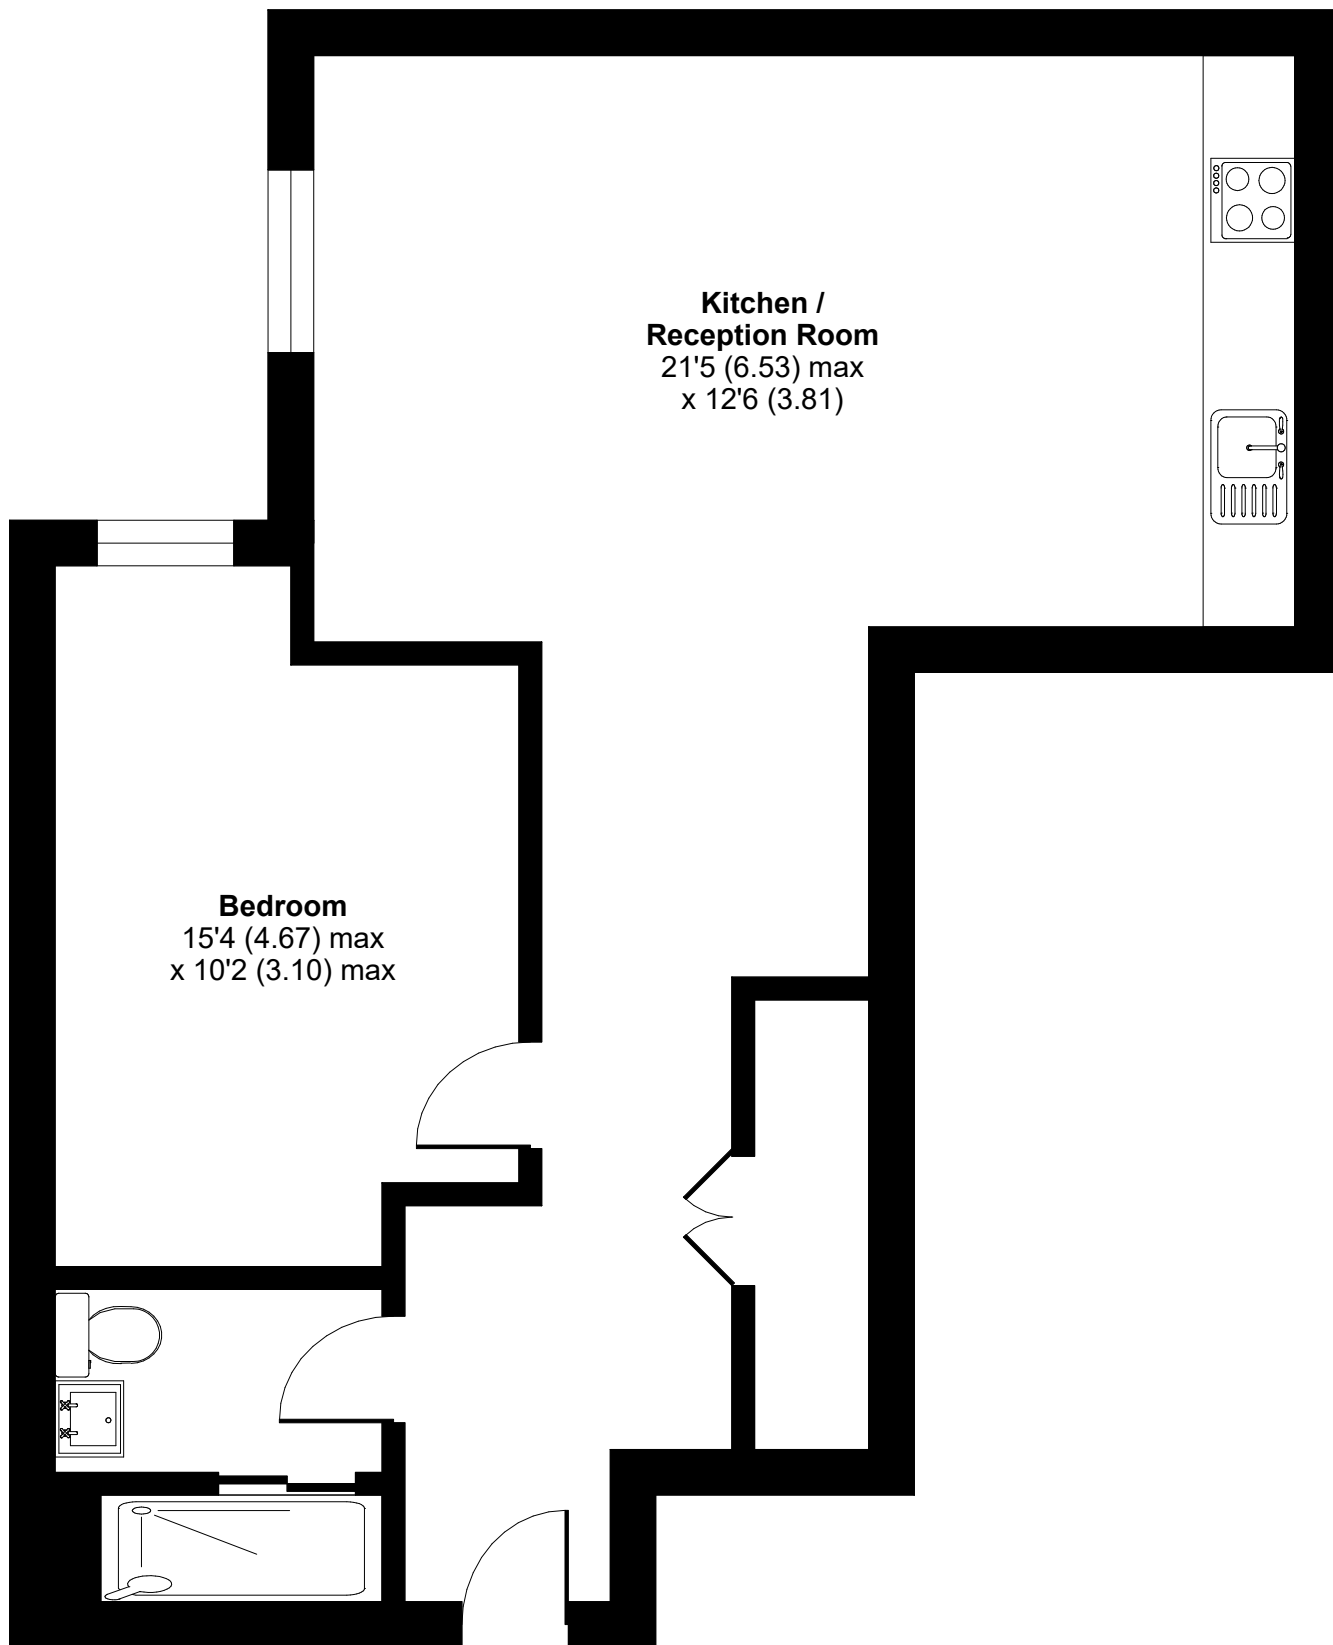 Kitchen /
Reception Room
21'5 (6.53) max
x 12'6 (3.81)
Bedroom
15'4 (4.67) max
x 10'2 (3.10) max